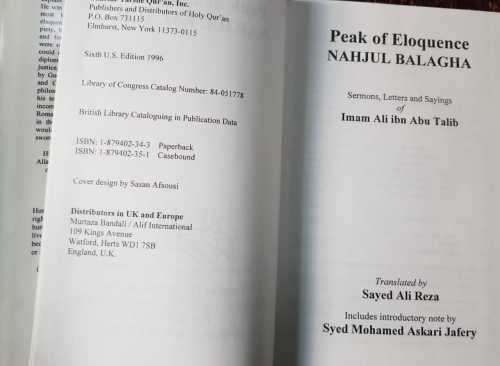 Publishers and Distributors of Holy Qur'an
P.O. Box 731115
Elmhurst, New York 11373-0115
Sixth U.S. Edition 1996
Library of Congress Catalog Number: 84-051778
British Library Cataloguing in Publication Data
ISBN: 1-879402-34-3 Paperback
ISBN: 1-879402-35-1 Casebound
Cover design by Sasan Afsousi
Distributors in UK and Europe
Murtaza Bandali / Alif International
109 Kings Avenue
Watford, Herts WD1 7SB
England, U.K.
Peak of Eloquence
NAHJUL BALAGHA
Sermons, Letters and Sayings
of
Imam Ali ibn Abu Talib
Translated by
Sayed Ali Reza
Includes introductory note by
Syed Mohamed Askari Jafery